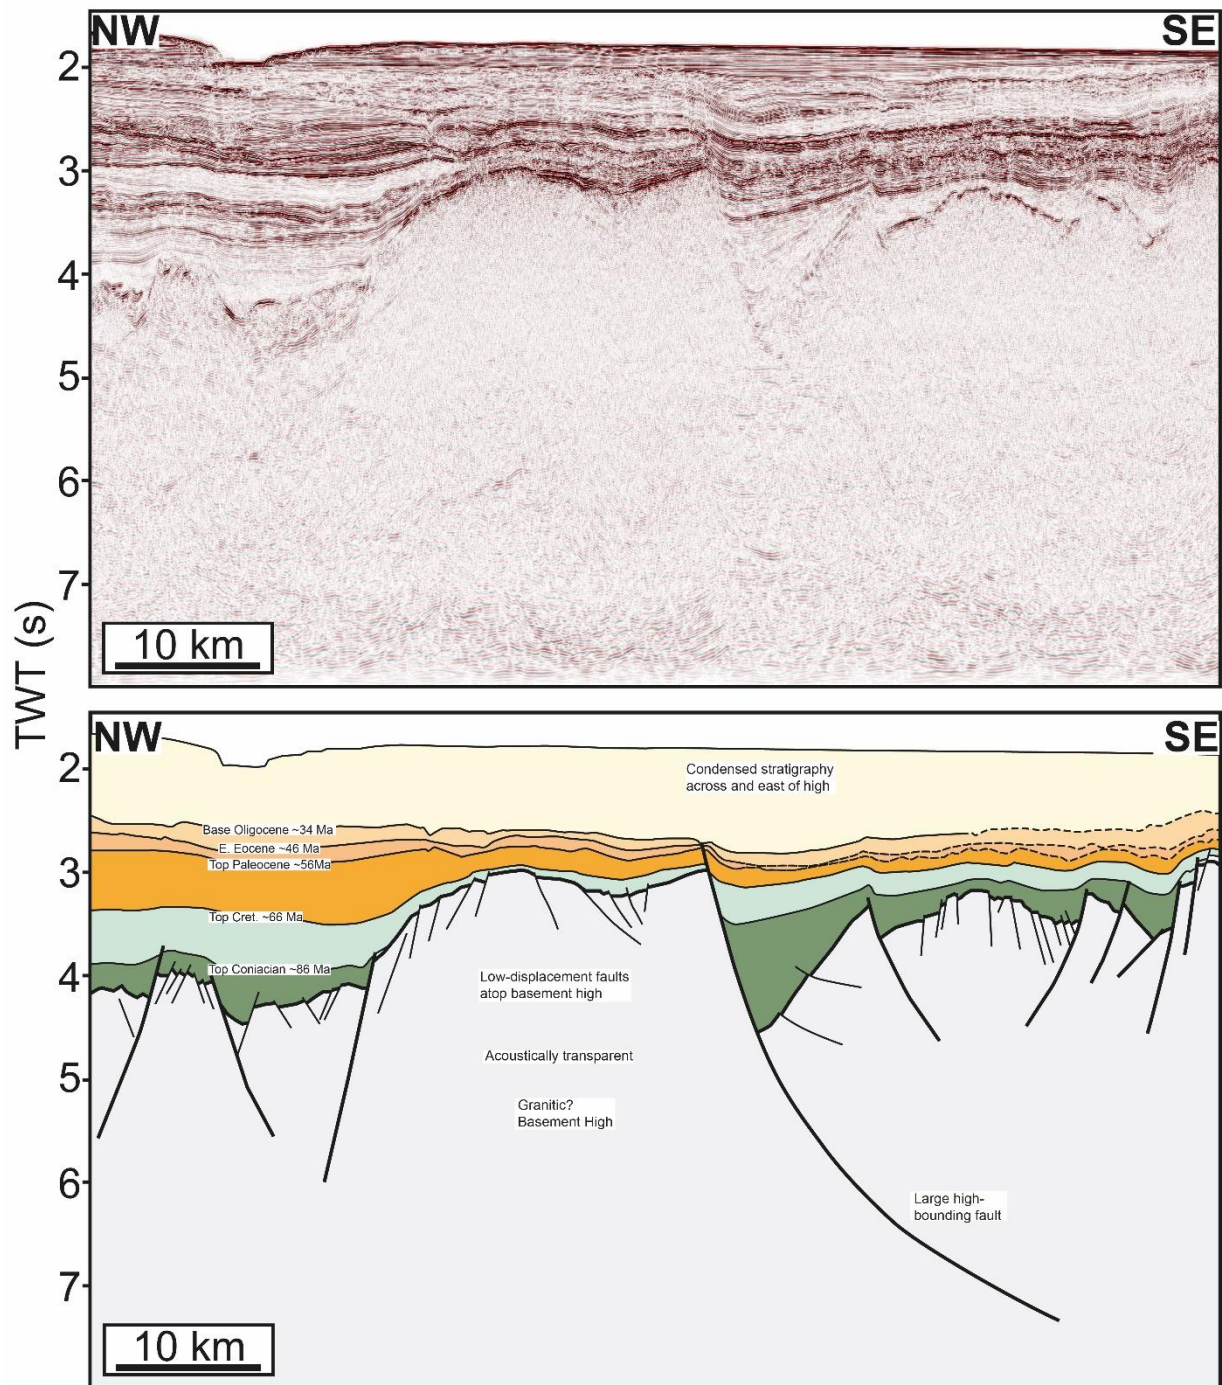 NW
SE
2
3
4
5
6
7
TWT (s)
10 km
NW
SE
2
3
4
5
6
7
Condensed stratigraphy
across and east of high
Base Oligocene ~34 Ma
E. Eocene ~46 Ma
Top Paleocene ~56Ma
Top Cret. ~66 Ma
Top Coniacian ~86 Ma
Low-displacement faults
atop basement high
Acoustically transparent
Granitic?
Basement High
Large high-
bounding fault
10 km